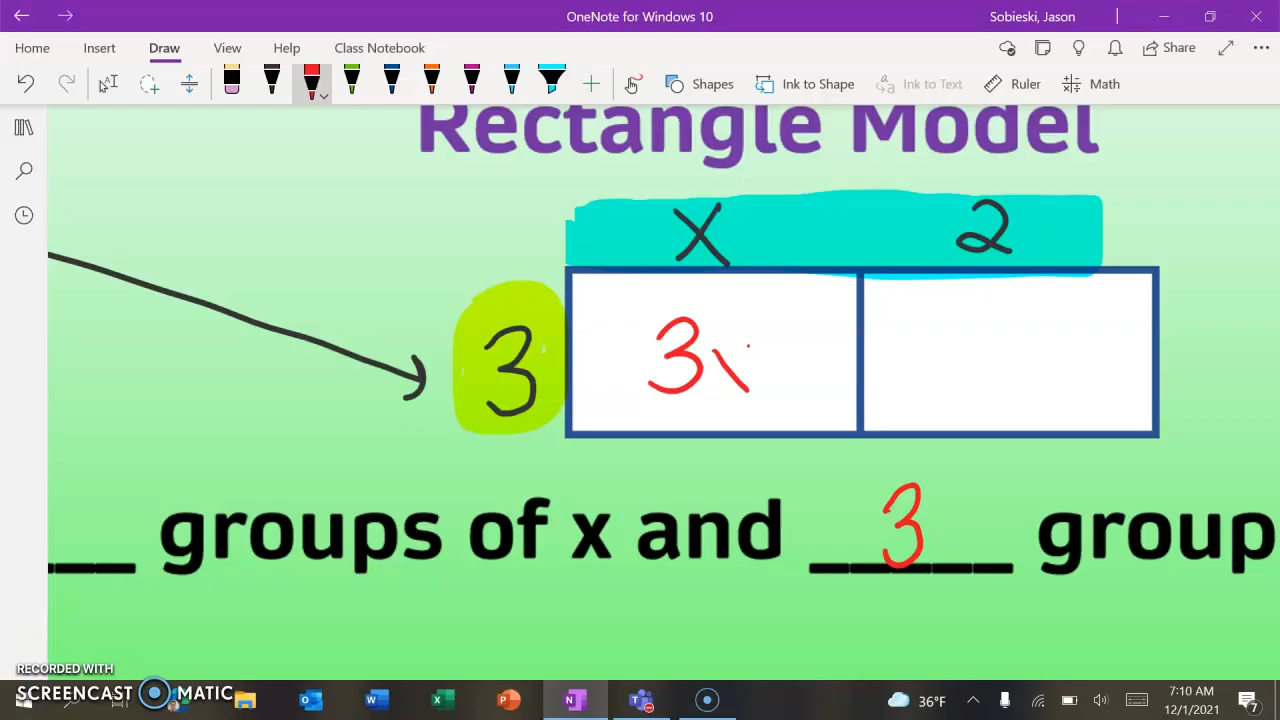 OneNote for Windows 10
Sobieski, Jason
Home Insert Draw View Help Class Notebook Share
Shapes Ink to Shape Ink to Text Ruler Math
Rectangle Model
x 2
3 3x
___ groups of x and __3__ group
RECORDED WITH
SCREENCAST MATIC
36°F 7:10 AM
12/1/2021 7